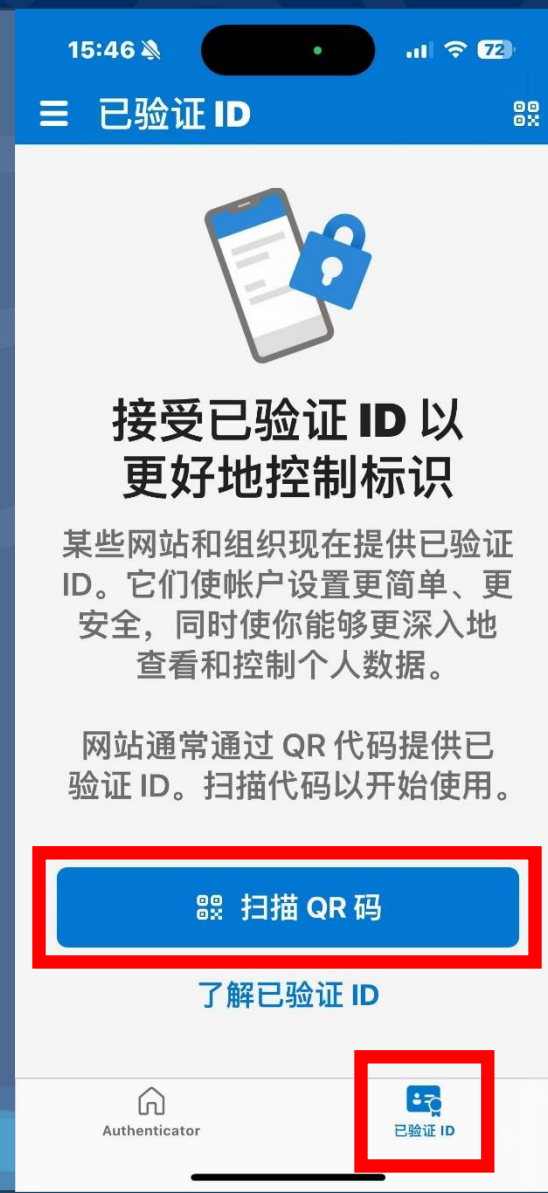 15:46
72
已验证 ID
接受已验证 ID 以
更好地控制标识
某些网站和组织现在提供已验证
ID。它们使帐户设置更简单、更
安全，同时使你能够更深入地
查看和控制个人数据。
网站通常通过 QR 代码提供已
验证 ID。扫描代码以开始使用。
扫描 QR 码
了解已验证 ID
Authenticator
已验证 ID